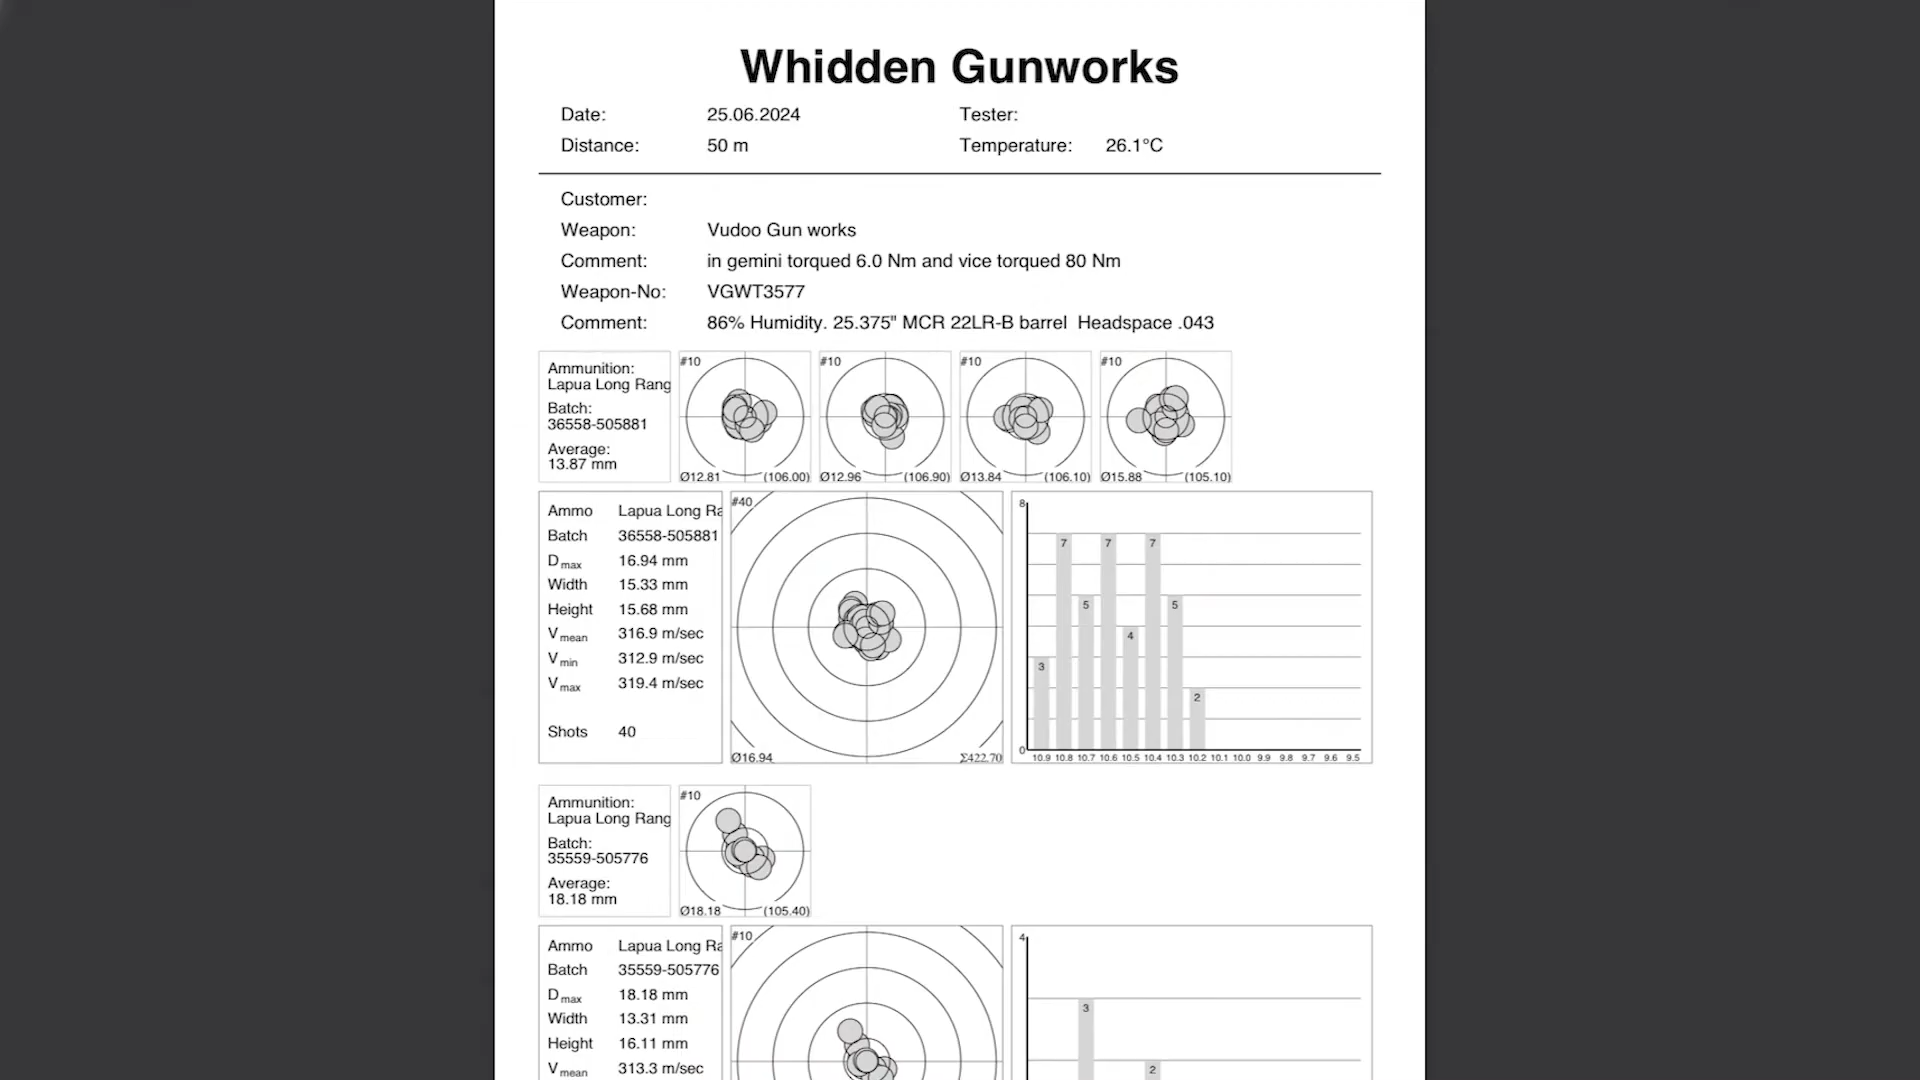 Whidden Gunworks
Date: 25.06.2024 Tester:
Distance: 50 m Temperature: 26.1°C
Customer:
Weapon: Vudoo Gun works
Comment: in gemini torqued 6.0 Nm and vice torqued 80 Nm
Weapon-No: VGWT3577
Comment: 86% Humidity. 25.375" MCR 22LR-B barrel Headspace .043
Ammunition:
Lapua Long Rang
Batch:
36558-505881
Average:
13.87 mm
#10
Ø12.81 (106.00)
#10
Ø12.96 (106.90)
#10
Ø13.84 (106.10)
#10
Ø15.88 (105.10)
Ammo Lapua Long Ra
Batch 36558-505881
D max 16.94 mm
Width 15.33 mm
Height 15.68 mm
V mean 316.9 m/sec
V min 312.9 m/sec
V max 319.4 m/sec
Shots 40
#40
Ø16.94 Σ422.70
8
7 7 7
5 5
4
3
2
0
10.9 10.8 10.7 10.6 10.5 10.4 10.3 10.2 10.1 10.0 9.9 9.8 9.7 9.6 9.5
Ammunition:
Lapua Long Rang
Batch:
35559-505776
Average:
18.18 mm
#10
Ø18.18 (105.40)
Ammo Lapua Long Ra
Batch 35559-505776
D max 18.18 mm
Width 13.31 mm
Height 16.11 mm
V mean 313.3 m/sec
#10
4
3
2